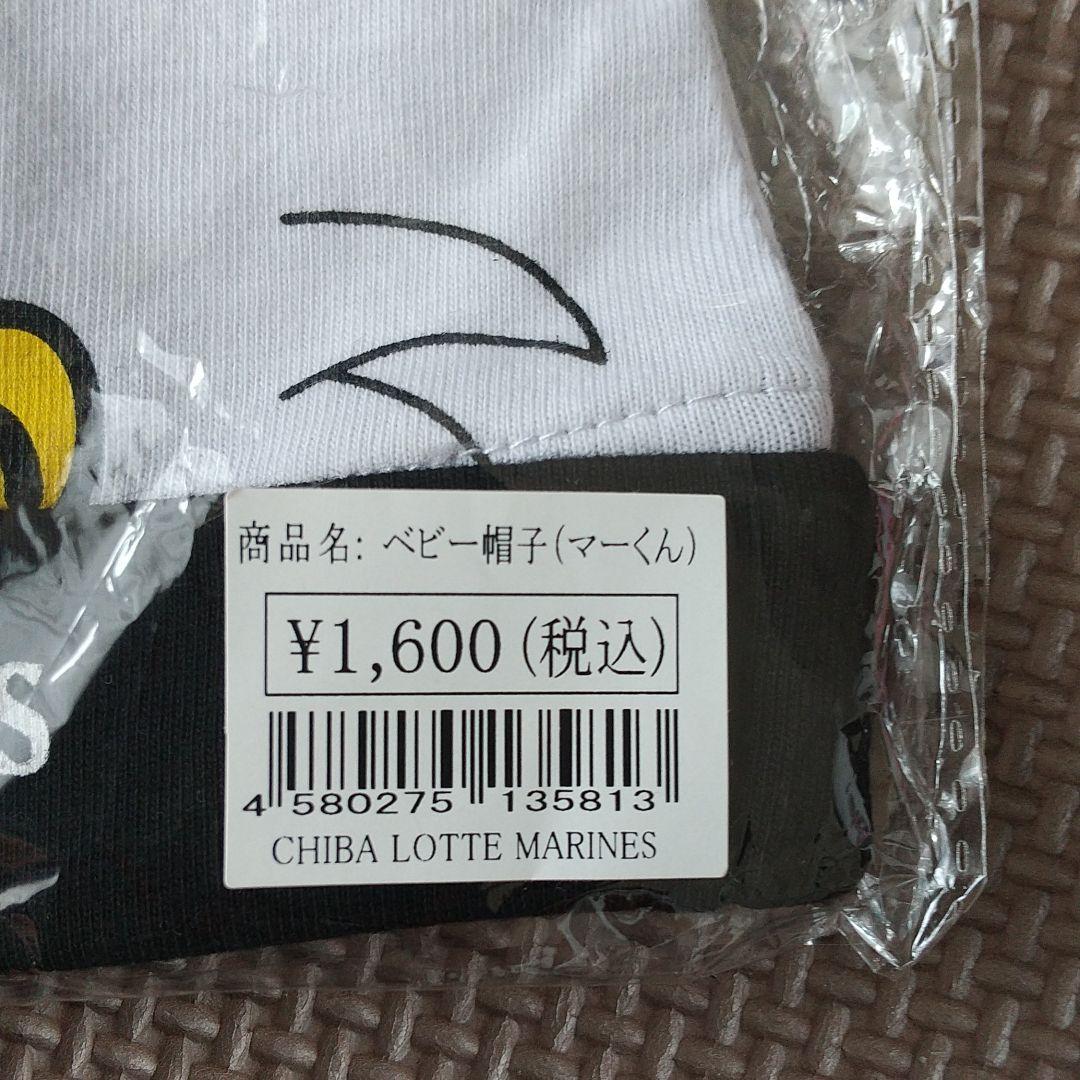 商品名: ベビー帽子(マーくん)
¥1,600(税込)
4 580275 135813
CHIBA LOTTE MARINES
s